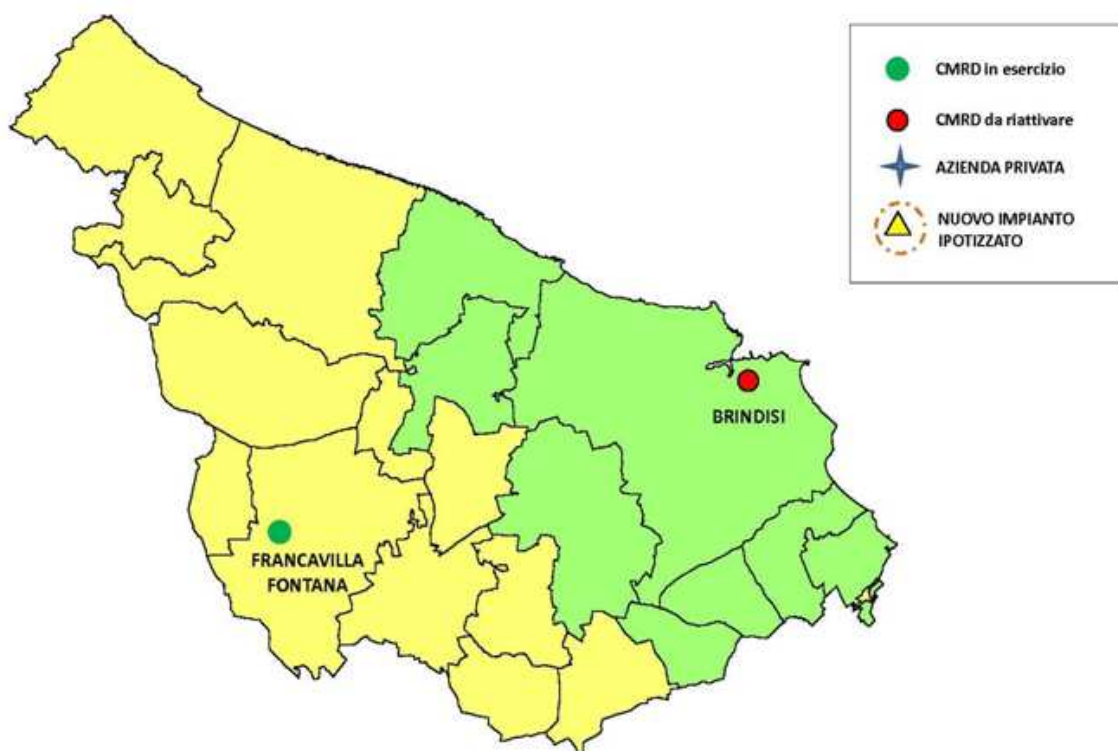 CMRD in esercizio
CMRD da riattivare
AZIENDA PRIVATA
NUOVO IMPIANTO
IPOTIZZATO
BRINDISI
FRANCAVILLA
FONTANA